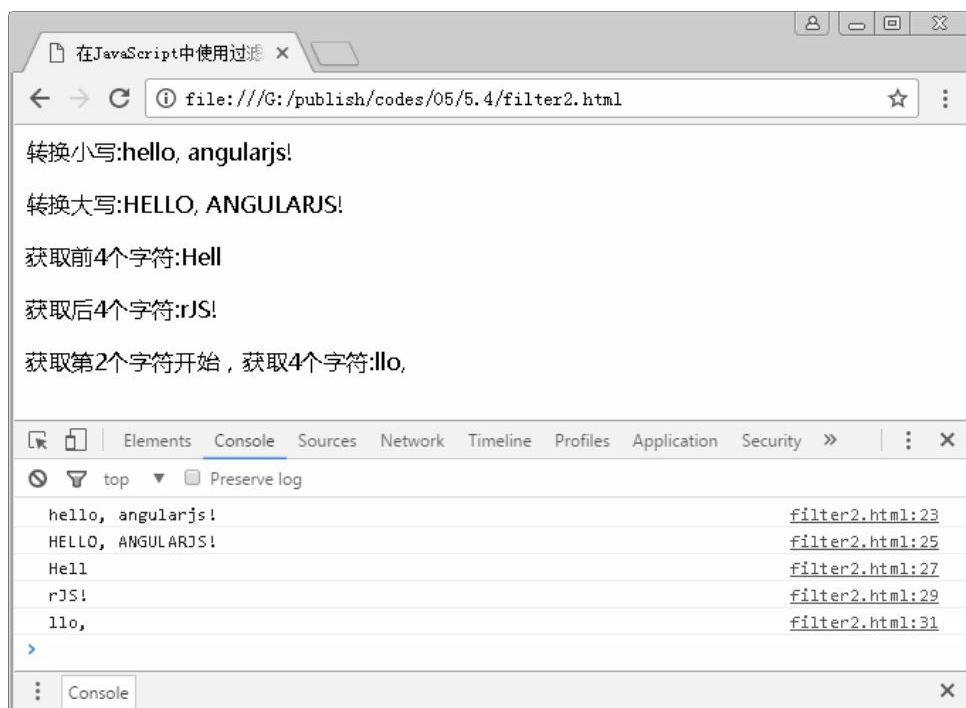 在JavaScript中使用过滤
file:///G:/publish/codes/05/5.4/filter2.html
转换小写:hello, angularjs!
转换大写:HELLO, ANGULARJS!
获取前4个字符:Hell
获取后4个字符:rJS!
获取第2个字符开始，获取4个字符:llo,
Elements Console Sources Network Timeline Profiles Application Security »
top Preserve log
hello, angularjs! filter2.html:23
HELLO, ANGULARJS! filter2.html:25
Hell filter2.html:27
rJS! filter2.html:29
llo, filter2.html:31
Console